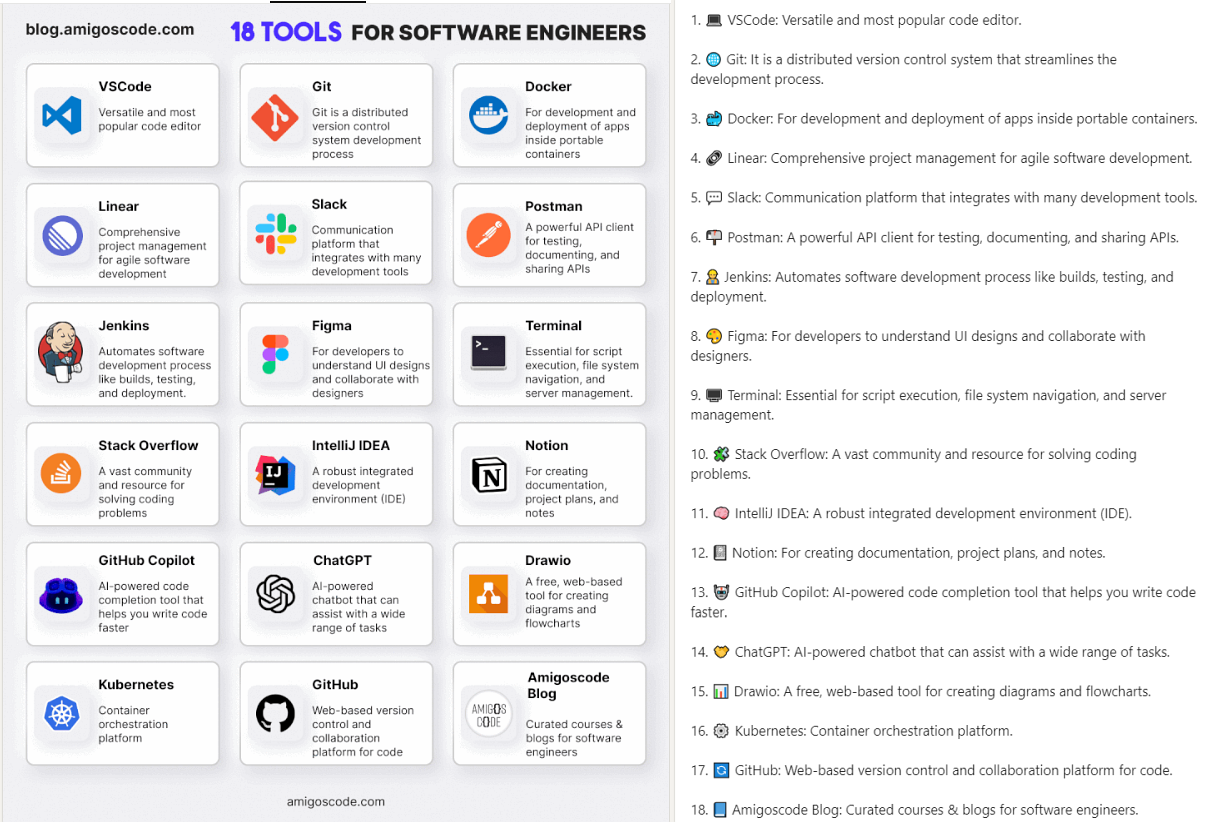 blog.amigoscode.com
18 TOOLS FOR SOFTWARE ENGINEERS
VSCode
Versatile and most
popular code editor
Git
Git is a distributed
version control
system development
process
Docker
For development and
deployment of apps
inside portable
containers
Linear
Comprehensive
project management
for agile software
development
Slack
Communication
platform that
integrates with many
development tools
Postman
A powerful API client
for testing,
documenting, and
sharing APIs
Jenkins
Automates software
development process
like builds, testing,
and deployment.
Figma
For developers to
understand UI designs
and collaborate with
designers
Terminal
>_
Essential for script
execution, file system
navigation, and
server management.
Stack Overflow
A vast community
and resource for
solving coding
problems
IntelliJ IDEA
IJ
A robust integrated
development
environment (IDE)
Notion
N
For creating
documentation,
project plans, and
notes
GitHub Copilot
AI-powered code
completion tool that
helps you write code
faster
ChatGPT
AI-powered
chatbot that can
assist with a wide
range of tasks
Drawio
A free, web-based
tool for creating
diagrams and
flowcharts
Kubernetes
Container
orchestration
platform
GitHub
Web-based version
control and
collaboration
platform for code
Amigoscode
Blog
AMIGOS
CODE
Curated courses &
blogs for software
engineers
amigoscode.com
1. 💻 VSCode: Versatile and most popular code editor.
2. 🌐 Git: It is a distributed version control system that streamlines the
development process.
3. 🐳 Docker: For development and deployment of apps inside portable containers.
4. 🔗 Linear: Comprehensive project management for agile software development.
5. 💬 Slack: Communication platform that integrates with many development tools.
6. 📬 Postman: A powerful API client for testing, documenting, and sharing APIs.
7. 👷 Jenkins: Automates software development process like builds, testing, and
deployment.
8. 🎨 Figma: For developers to understand UI designs and collaborate with
designers.
9. 🖥️ Terminal: Essential for script execution, file system navigation, and server
management.
10. 🧩 Stack Overflow: A vast community and resource for solving coding
problems.
11. 🧠 IntelliJ IDEA: A robust integrated development environment (IDE).
12. 📓 Notion: For creating documentation, project plans, and notes.
13. 🤖 GitHub Copilot: AI-powered code completion tool that helps you write code
faster.
14. 🤝 ChatGPT: AI-powered chatbot that can assist with a wide range of tasks.
15. 📊 Drawio: A free, web-based tool for creating diagrams and flowcharts.
16. ⚙️ Kubernetes: Container orchestration platform.
17. 🔄 GitHub: Web-based version control and collaboration platform for code.
18. 📘 Amigoscode Blog: Curated courses & blogs for software engineers.